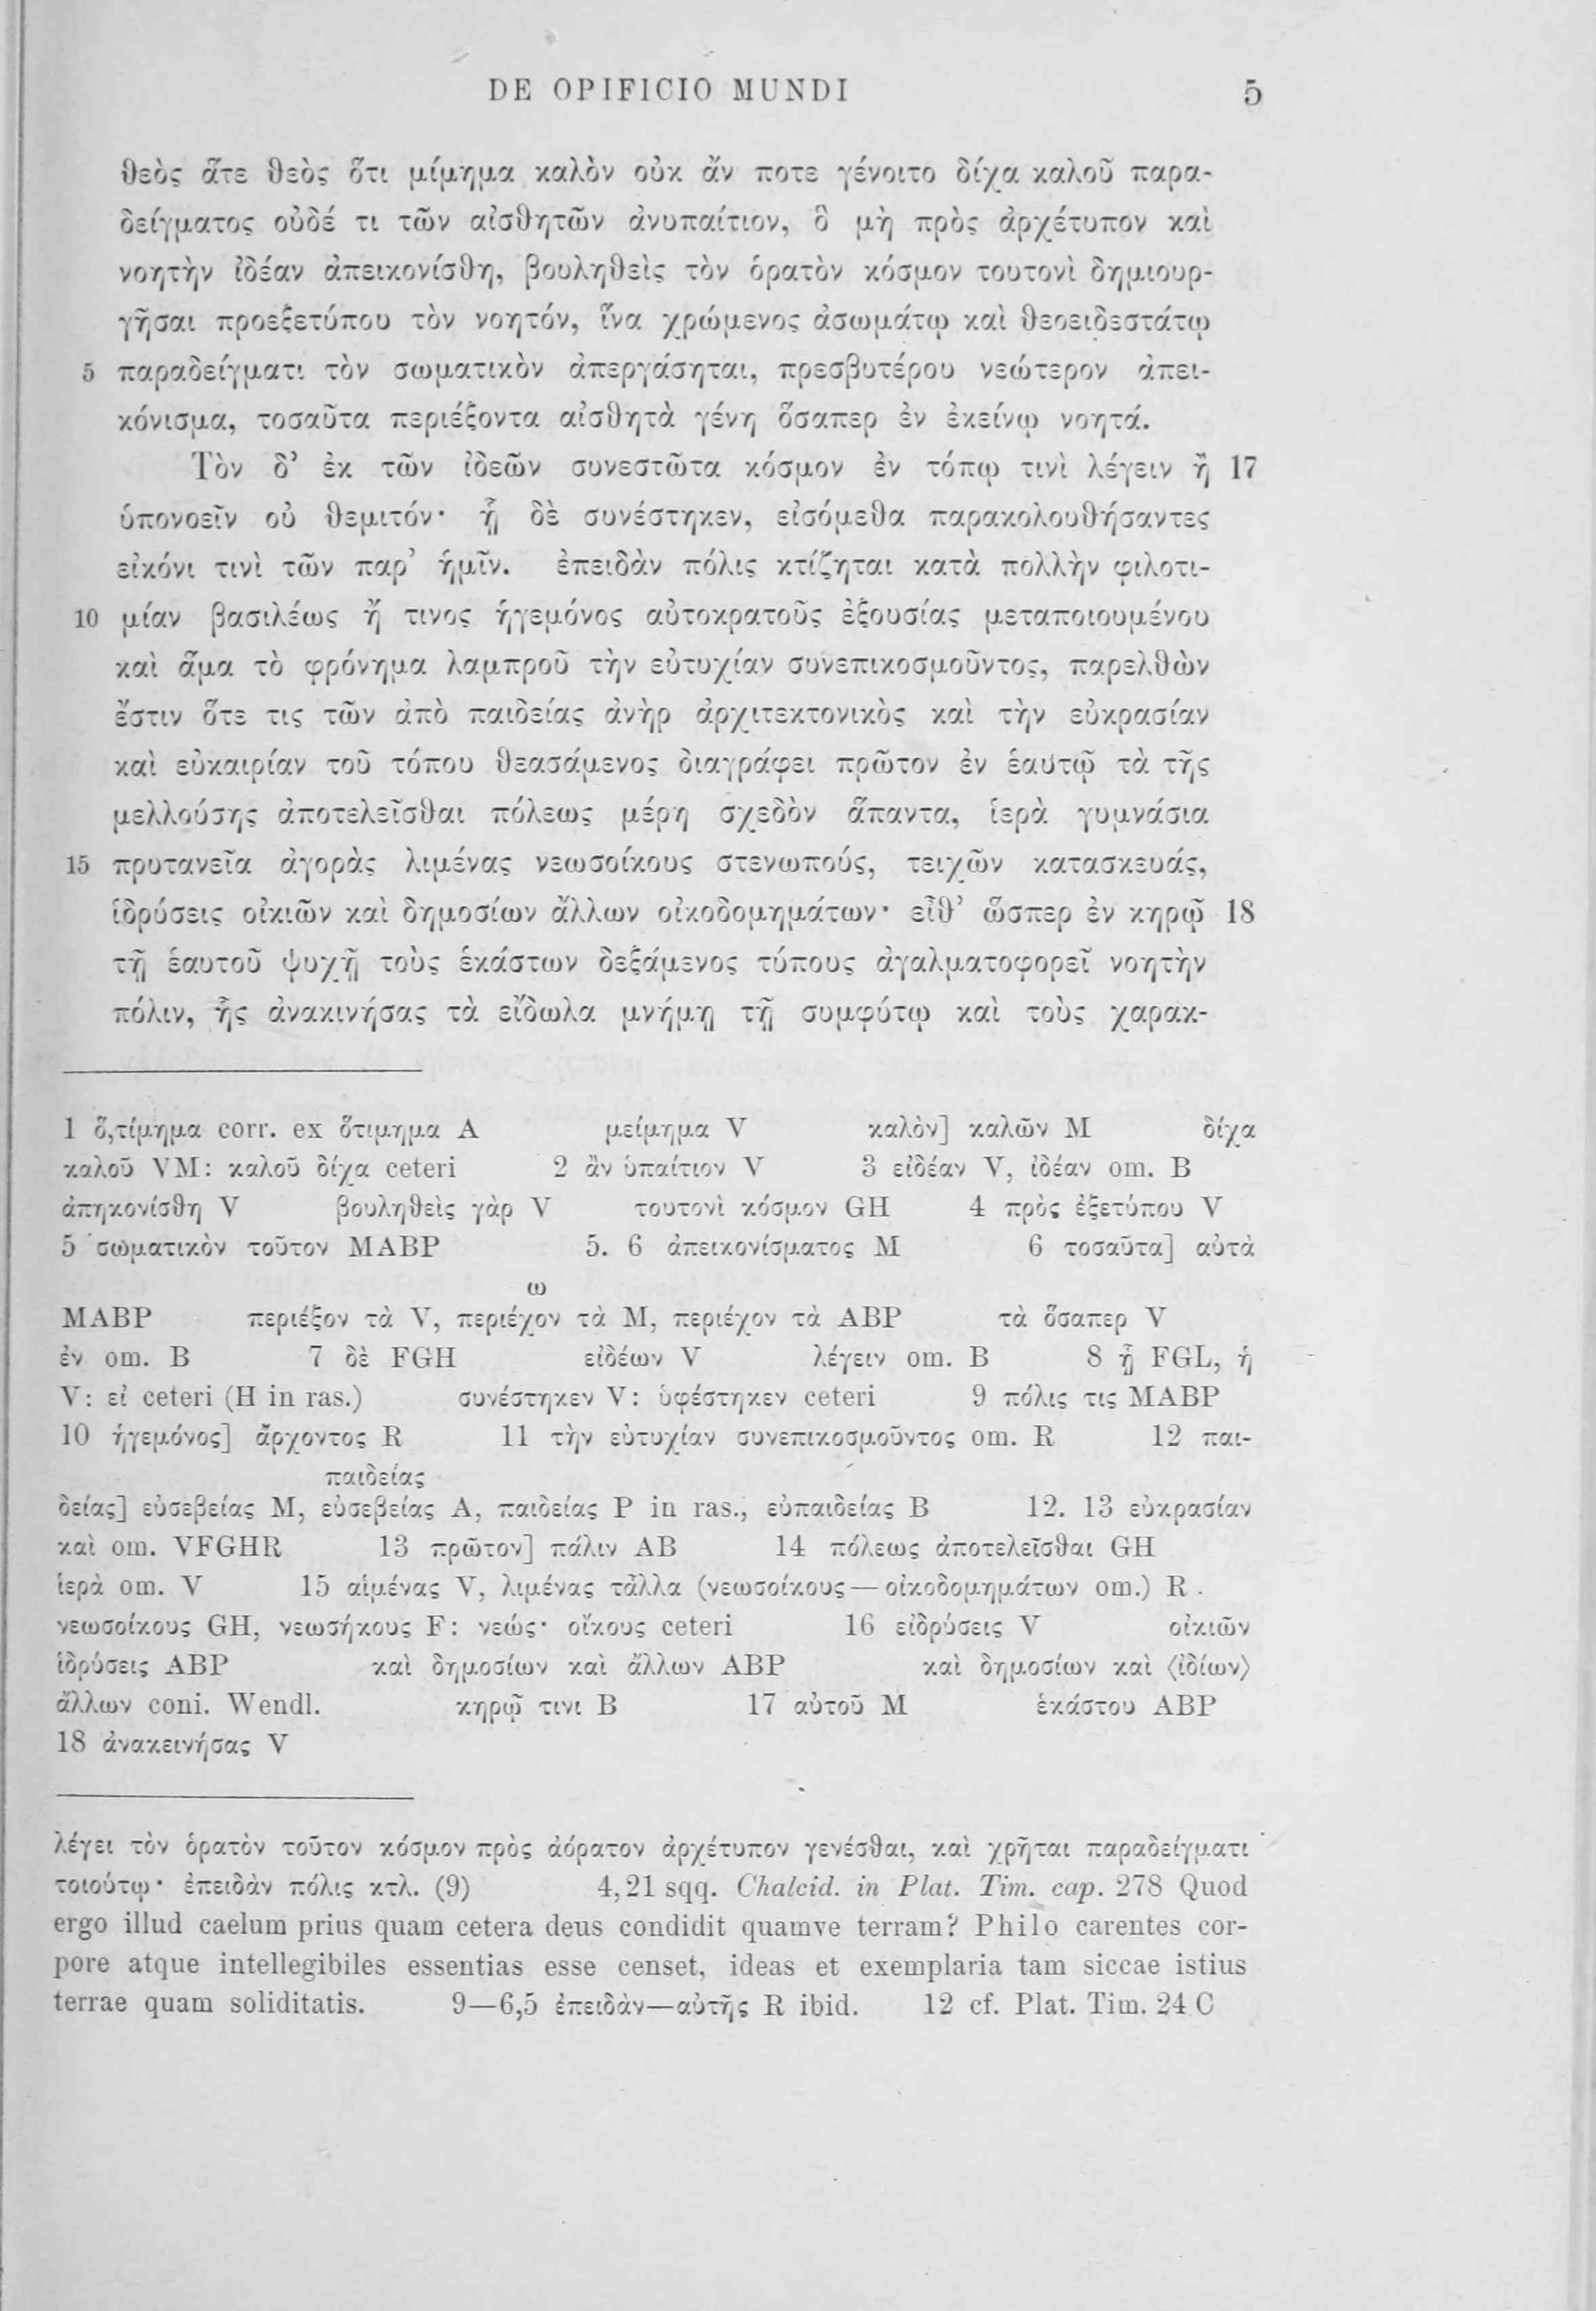 DE OPIFICIO MUNDI 5
θεὸς ἅτε θεὸς ὅτι μίμημα καλὸν οὐκ ἄν ποτε γένοιτο δίχα καλοῦ παρα-
δείγματος οὐδέ τι τῶν αἰσθητῶν ἀνυπαίτιον, ὃ μὴ πρὸς ἀρχέτυπον καὶ
νοητὴν ἰδέαν ἀπεικονίσθη, βουληθεὶς τὸν ὁρατὸν κόσμον τουτονὶ δημιουρ-
γῆσαι προεξετύπου τὸν νοητόν, ἵνα χρώμενος ἀσωμάτῳ καὶ θεοειδεστάτῳ
5 παραδείγματι τὸν σωματικὸν ἀπεργάσηται, πρεσβυτέρου νεώτερον ἀπει-
κόνισμα, τοσαῦτα περιέξοντα αἰσθητὰ γένη ὅσαπερ ἐν ἐκείνῳ νοητά.
Τὸν δ’ ἐκ τῶν ἰδεῶν συνεστῶτα κόσμον ἐν τόπῳ τινὶ λέγειν ἢ 17
ὑπονοεῖν οὐ θεμιτόν· ᾗ δὲ συνέστηκεν, εἰσόμεθα παρακολουθήσαντες
εἰκόνι τινὶ τῶν παρ’ ἡμῖν. ἐπειδὰν πόλις κτίζηται κατὰ πολλὴν φιλοτι-
10 μίαν βασιλέως ἤ τινος ἡγεμόνος αὐτοκρατοῦς ἐξουσίας μεταποιουμένου
καὶ ἅμα τὸ φρόνημα λαμπροῦ τὴν εὐτυχίαν συνεπικοσμοῦντος, παρελθὼν
ἔστιν ὅτε τις τῶν ἀπὸ παιδείας ἀνὴρ ἀρχιτεκτονικὸς καὶ τὴν εὐκρασίαν
καὶ εὐκαιρίαν τοῦ τόπου θεασάμενος διαγράφει πρῶτον ἐν ἑαυτῷ τὰ τῆς
μελλούσης ἀποτελεῖσθαι πόλεως μέρη σχεδὸν ἅπαντα, ἱερὰ γυμνάσια
15 πρυτανεῖα ἀγορὰς λιμένας νεωσοίκους στενωπούς, τειχῶν κατασκευάς,
ἱδρύσεις οἰκιῶν καὶ δημοσίων ἄλλων οἰκοδομημάτων· εἶθ’ ὥσπερ ἐν κηρῷ 18
τῇ ἑαυτοῦ ψυχῇ τοὺς ἑκάστων δεξάμενος τύπους ἀγαλματοφορεῖ νοητὴν
πόλιν, ἧς ἀνακινήσας τὰ εἴδωλα μνήμῃ τῇ συμφύτῳ καὶ τοὺς χαρακ-
1 ὅ,τίμημα corr. ex ὅτιμημα A μείμημα V καλὸν] καλῶν M δίχα
καλοῦ VM: καλοῦ δίχα ceteri 2 ἂν ὑπαίτιον V 3 εἰδέαν V, ἰδέαν om. B
ἀπηκονίσθη V βουληθεὶς γὰρ V τουτονὶ κόσμον GH 4 πρὸς ἐξετύπου V
5 σωματικὸν τοῦτον MABP 5. 6 ἀπεικονίσματος M 6 τοσαῦτα] αὐτὰ
ω
MABP περιέξον τὰ V, περιέχον τὰ M, περιέχον τὰ ABP τὰ ὅσαπερ V
ἐν om. B 7 δὲ FGH εἰδέων V λέγειν om. B 8 ᾗ FGL, ἡ
V: εἰ ceteri (H in ras.) συνέστηκεν V: ὑφέστηκεν ceteri 9 πόλις τις MABP
10 ἡγεμόνος] ἄρχοντος R 11 τὴν εὐτυχίαν συνεπικοσμοῦντος om. R 12 παι-
παιδείας
δείας] εὐσεβείας M, εὐσεβείας A, παιδείας P in ras., εὐπαιδείας B 12. 13 εὐκρασίαν
καὶ om. VFGHR 13 πρῶτον] πάλιν AB 14 πόλεως ἀποτελεῖσθαι GH
ἱερὰ om. V 15 αἱμένας V, λιμένας τἆλλα (νεωσοίκους—οἰκοδομημάτων om.) R
νεωσοίκους GH, νεωσήκους F: νεώς· οἴκους ceteri 16 εἱδρύσεις V οἰκιῶν
ἱδρύσεις ABP καὶ δημοσίων καὶ ἄλλων ABP καὶ δημοσίων καὶ ⟨ἰδίων⟩
ἄλλων coni. Wendl. κηρῷ τινι B 17 αὐτοῦ M ἑκάστου ABP
18 ἀνακεινήσας V
λέγει τὸν ὁρατὸν τοῦτον κόσμον πρὸς ἀόρατον ἀρχέτυπον γενέσθαι, καὶ χρῆται παραδείγματι
τοιούτῳ· ἐπειδὰν πόλις κτλ. (9) 4,21 sqq. Chalcid. in Plat. Tim. cap. 278 Quod
ergo illud caelum prius quam cetera deus condidit quamve terram? Philo carentes cor-
pore atque intellegibiles essentias esse censet, ideas et exemplaria tam siccae istius
terrae quam soliditatis. 9—6,5 ἐπειδὰν—αὐτῆς R ibid. 12 cf. Plat. Tim. 24 C